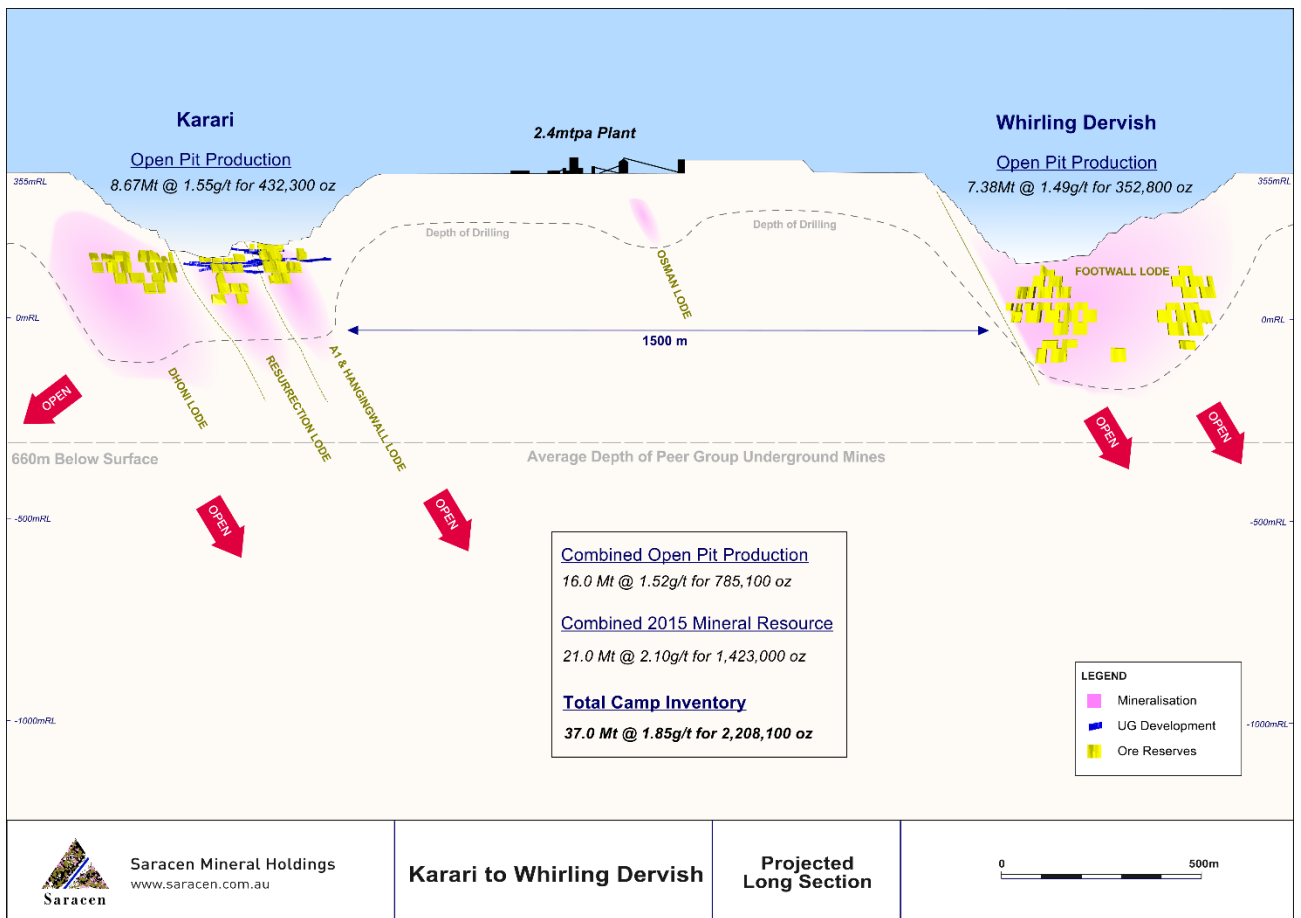 Karari
Open Pit Production
8.67Mt @ 1.55g/t for 432,300 oz
2.4mtpa Plant
Whirling Dervish
Open Pit Production
7.38Mt @ 1.49g/t for 352,800 oz
355mRL
355mRL
Depth of Drilling
Depth of Drilling
OSMAN LODE
FOOTWALL LODE
0mRL
0mRL
1500 m
DHONI LODE
RESURRECTION LODE
A1 & HANGINGWALL LODE
OPEN
OPEN
OPEN
660m Below Surface
Average Depth of Peer Group Underground Mines
OPEN
OPEN
-500mRL
-500mRL
Combined Open Pit Production
16.0 Mt @ 1.52g/t for 785,100 oz
Combined 2015 Mineral Resource
21.0 Mt @ 2.10g/t for 1,423,000 oz
Total Camp Inventory
37.0 Mt @ 1.85g/t for 2,208,100 oz
-1000mRL
-1000mRL
LEGEND
Mineralisation
UG Development
Ore Reserves
Saracen
Saracen Mineral Holdings
www.saracen.com.au
Karari to Whirling Dervish
Projected
Long Section
0
500m